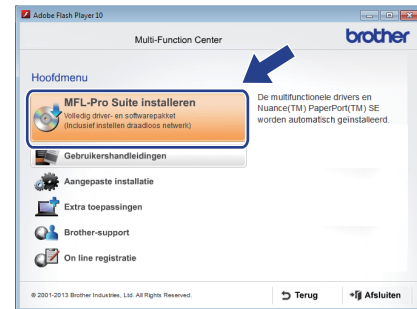 Adobe Flash Player 10
Multi-Function Center
brother
Hoofdmenu
MFL-Pro Suite installeren
Volledig driver- en softwarepakket
(Inclusief instellen draadloos netwerk)
De multifunctionele drivers en
Nuance(TM) PaperPort(TM) SE
worden automatisch geïnstalleerd.
Gebruikershandleidingen
Aangepaste installatie
Extra toepassingen
Brother-support
On line registratie
© 2001-2013 Brother Industries, Ltd. All Rights Reserved.
Terug
Afsluiten